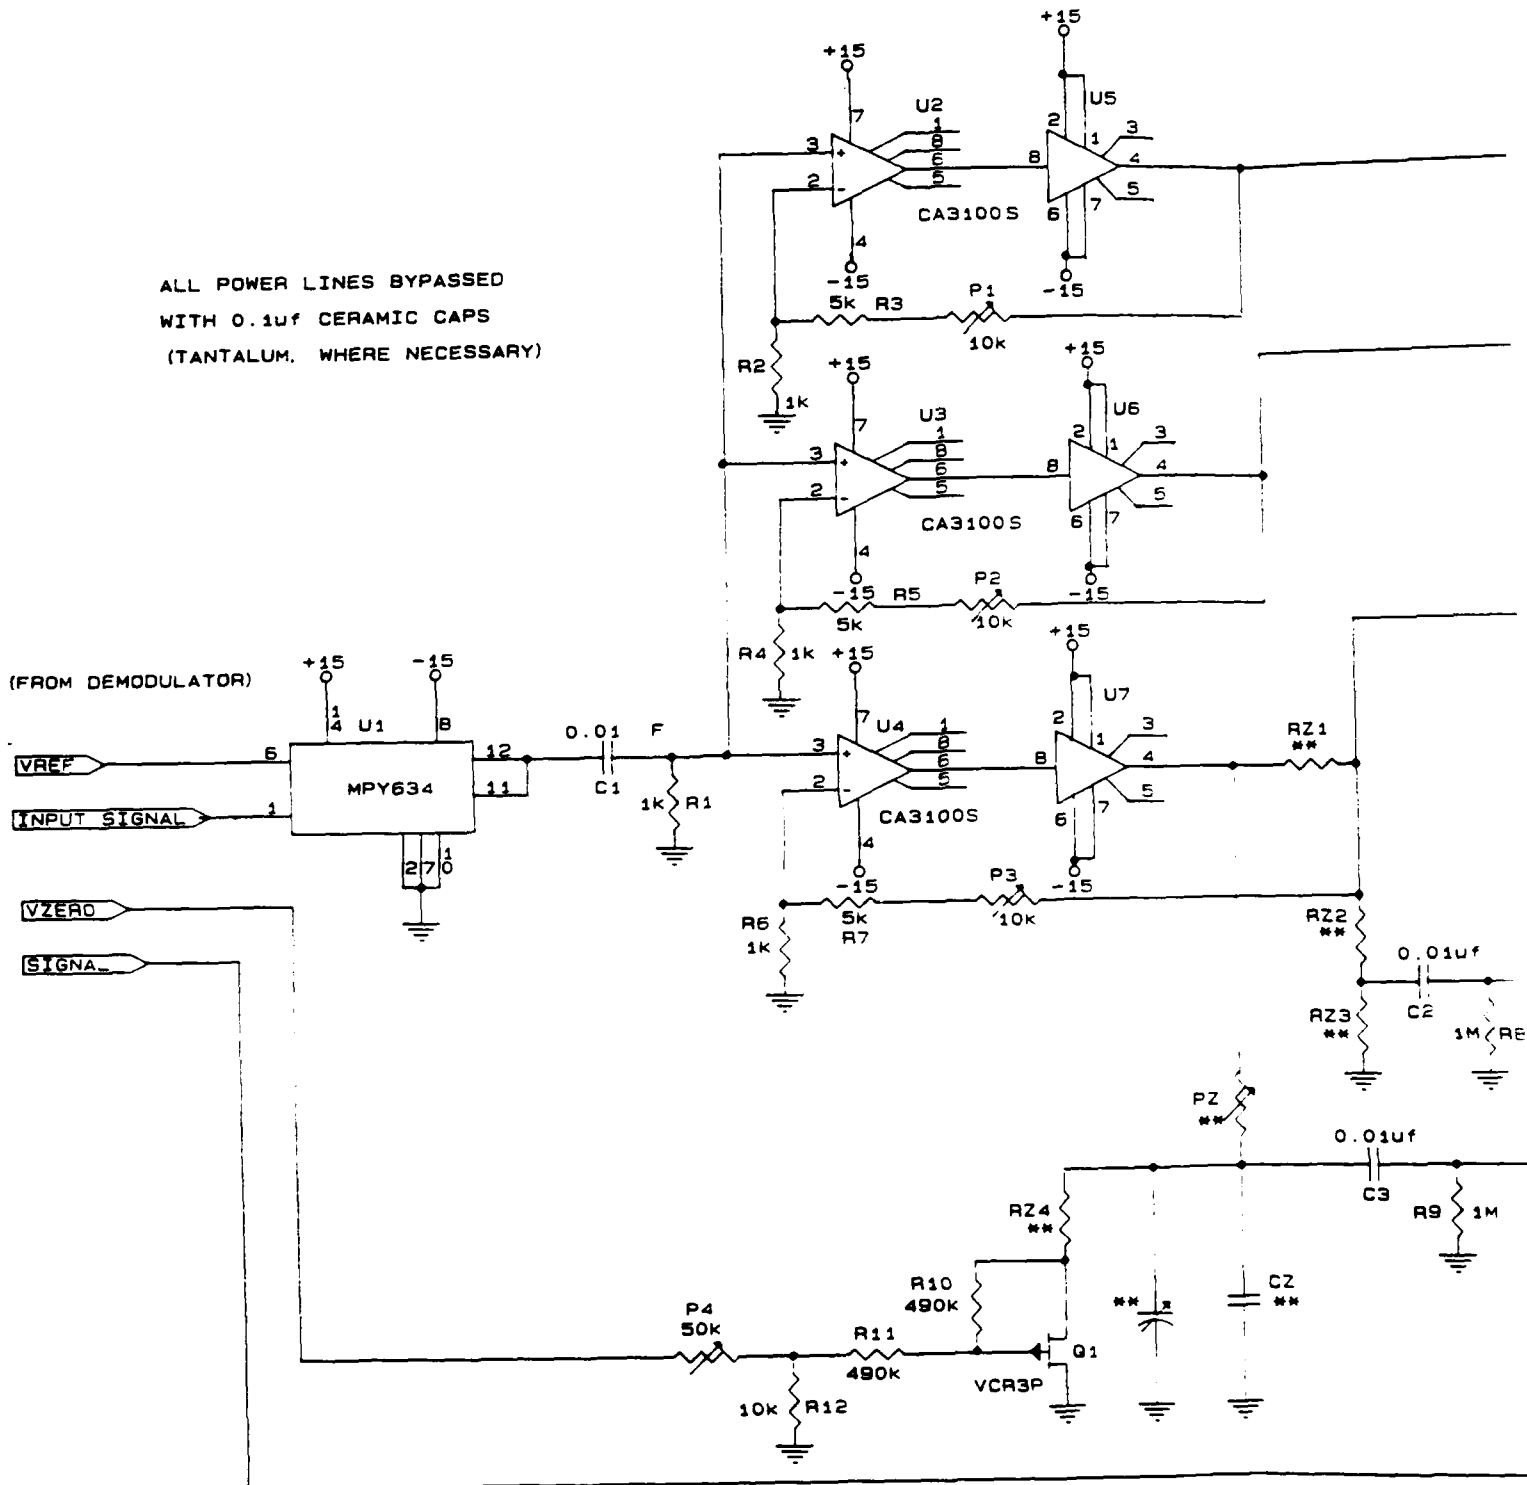 +15
+15
7
U2
1
8
6
5
3
+
2
-
4
-15
CA3100S
U5
2
1
3
8
4
5
6
7
-15
5k
R3
P1
10k
R2
1k
ALL POWER LINES BYPASSED
WITH 0.1uf CERAMIC CAPS
(TANTALUM. WHERE NECESSARY)
+15
+15
7
U3
1
8
6
5
3
+
2
-
4
-15
CA3100S
U6
2
1
3
8
4
5
6
7
-15
R5
5k
P2
10k
R4
1k
+15
+15
7
U4
1
8
6
5
3
+
2
-
4
-15
CA3100S
U7
2
1
3
8
4
5
6
7
-15
RZ1
**
5k
R7
P3
10k
R6
1k
(FROM DEMODULATOR)
+15
-15
14
U1
8
VREF
6
12
MPY634
11
INPUT SIGNAL
1
2
7
10
0.01
F
C1
1k
R1
VZERO
SIGNAL
RZ2
**
0.01uf
C2
RZ3
**
1M
PZ
**
0.01uf
C3
R9
1M
RZ4
**
R10
490k
**
CZ
**
P4
50k
R11
490k
Q1
VCR3P
10k
R12